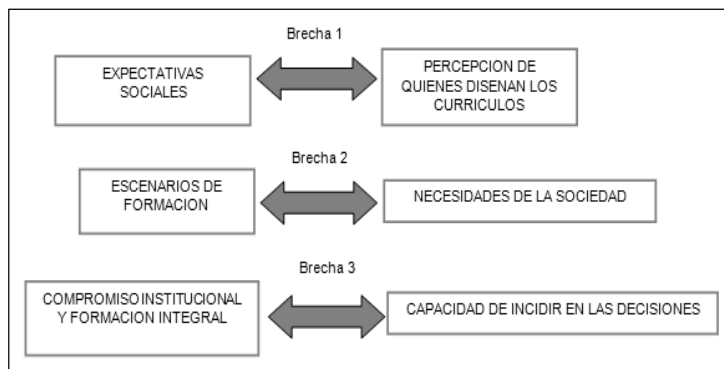 Brecha 1
EXPECTATIVAS
SOCIALES
PERCEPCION DE
QUIENES DISENAN LOS
CURRICULOS
Brecha 2
ESCENARIOS DE
FORMACION
NECESIDADES DE LA SOCIEDAD
Brecha 3
COMPROMISO INSTITUCIONAL
Y FORMACION INTEGRAL
CAPACIDAD DE INCIDIR EN LAS DECISIONES